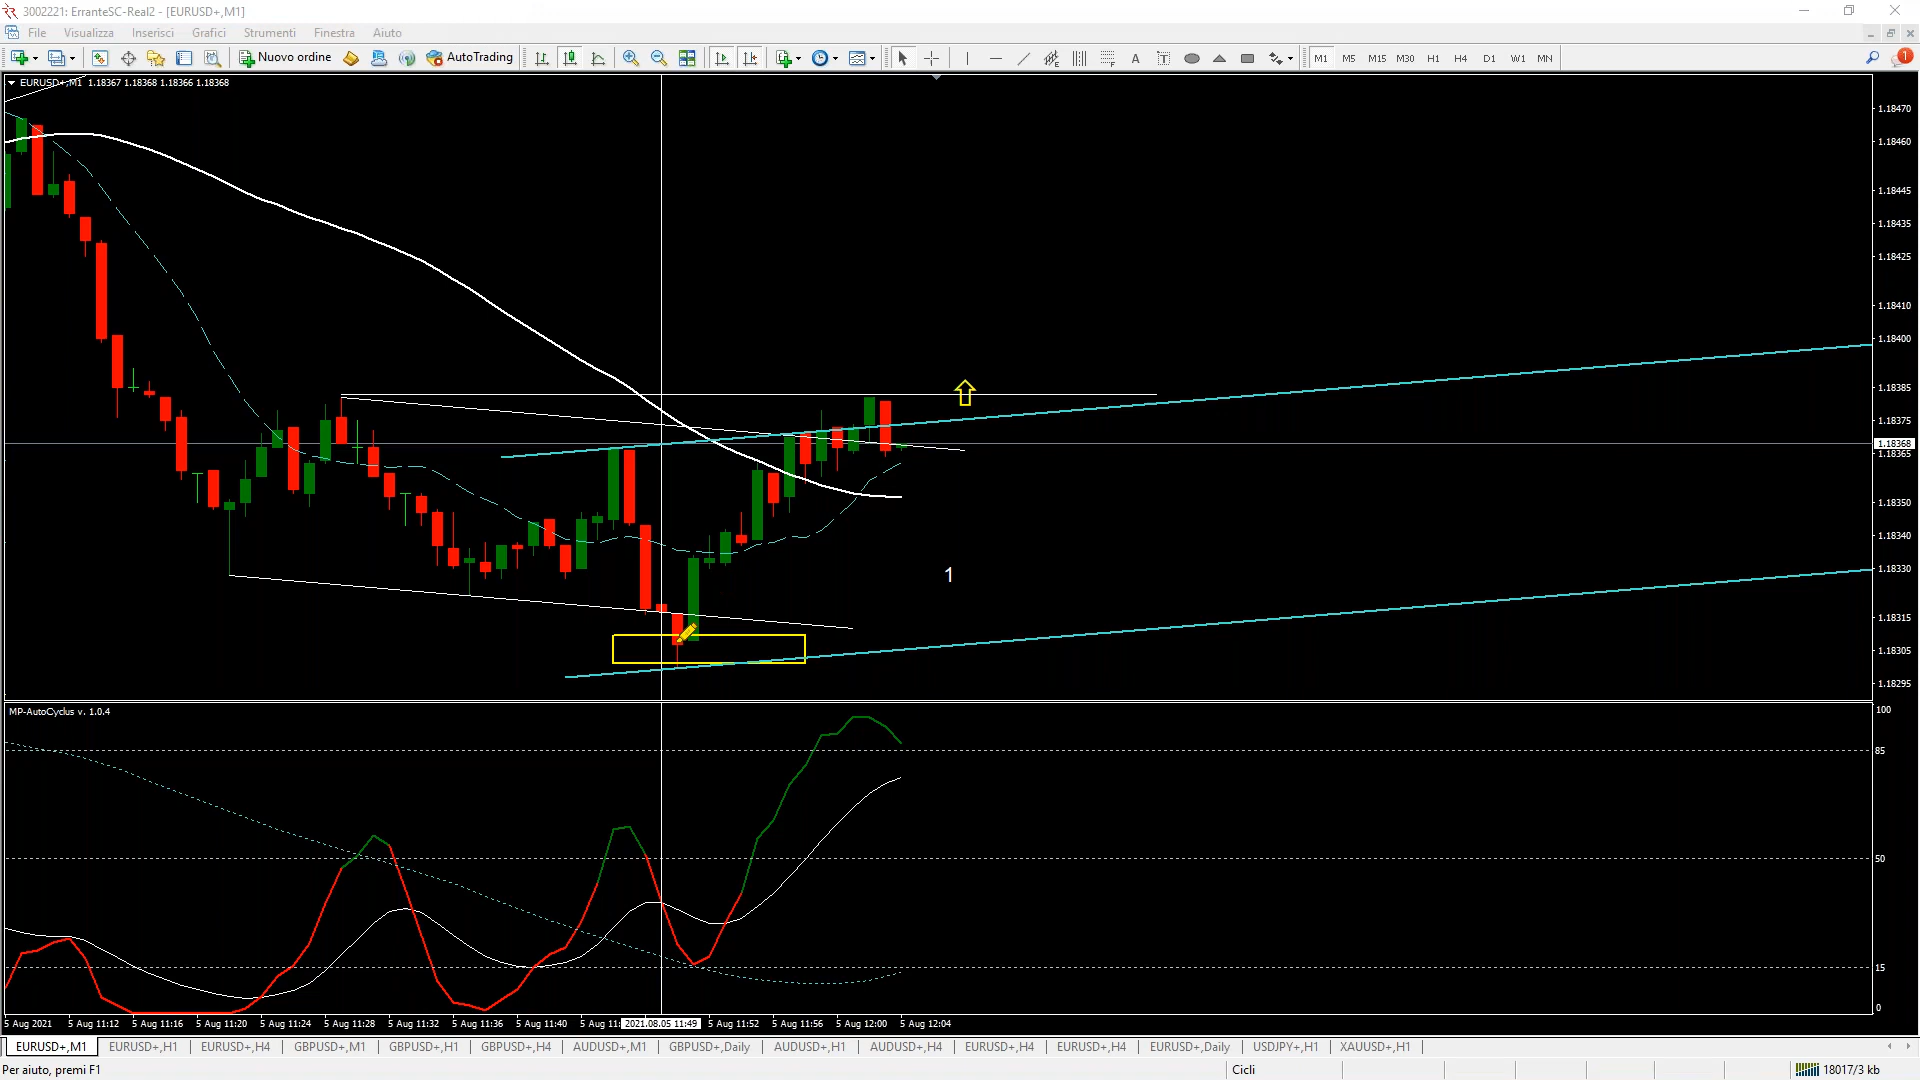 3002221: ErranteSC-Real2 - [EURUSD+,M1]
File Visualizza Inserisci Grafici Strumenti Finestra Aiuto
Nuovo ordine AutoTrading A T M1 M5 M15 M30 H1 H4 D1 W1 MN 1
EURUSD+,M1 1.18367 1.18368 1.18366 1.18368
1.18470
1.18460
1.18445
1.18435
1.18425
1.18410
1.18400
1.18385
1.18375
1.18368
1.18365
1.18350
1.18340
1.18330
1
1.18315
1.18305
1.18295
MP-AutoCyclus v. 1.0.4
100
85
50
15
0
5 Aug 2021 5 Aug 11:12 5 Aug 11:16 5 Aug 11:20 5 Aug 11:24 5 Aug 11:28 5 Aug 11:32 5 Aug 11:36 5 Aug 11:40 5 Aug 11: 2021.08.05 11:49 5 Aug 11:52 5 Aug 11:56 5 Aug 12:00 5 Aug 12:04
EURUSD+,M1 EURUSD+,H1 EURUSD+,H4 GBPUSD+,M1 GBPUSD+,H1 GBPUSD+,H4 AUDUSD+,M1 GBPUSD+,Daily AUDUSD+,H1 AUDUSD+,H4 EURUSD+,H4 EURUSD+,H4 EURUSD+,Daily USDJPY+,H1 XAUUSD+,H1
Per aiuto, premi F1 Cicli 18017/3 kb